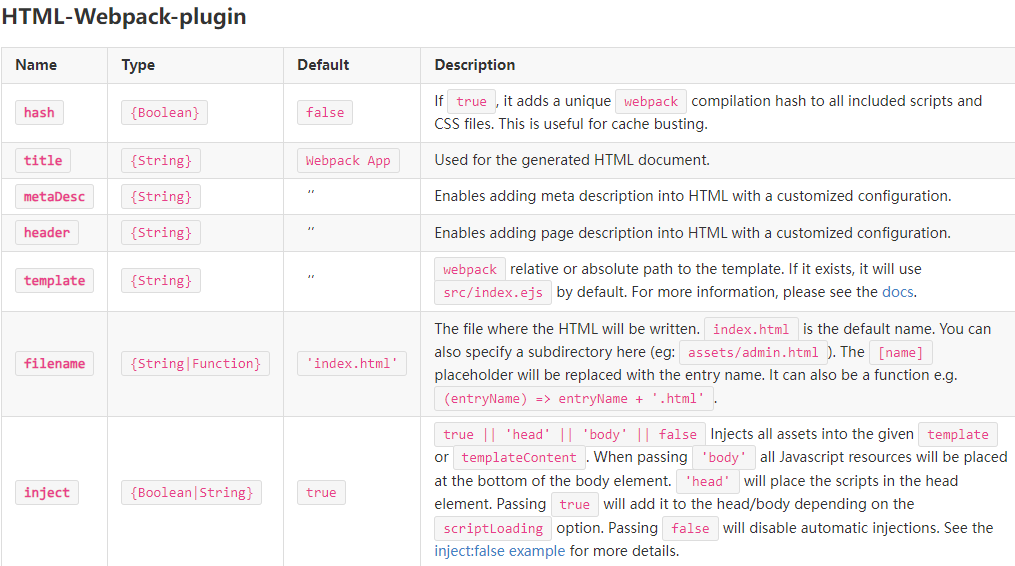 HTML-Webpack-plugin
Name Type Default Description
hash {Boolean} false If true, it adds a unique webpack compilation hash to all included scripts and
CSS files. This is useful for cache busting.
title {String} Webpack App Used for the generated HTML document.
metaDesc {String} '' Enables adding meta description into HTML with a customized configuration.
header {String} '' Enables adding page description into HTML with a customized configuration.
template {String} '' webpack relative or absolute path to the template. If it exists, it will use
src/index.ejs by default. For more information, please see the docs.
filename {String|Function} 'index.html' The file where the HTML will be written. index.html is the default name. You can
also specify a subdirectory here (eg: assets/admin.html). The [name]
placeholder will be replaced with the entry name. It can also be a function e.g.
(entryName) => entryName + '.html'.
inject {Boolean|String} true true || 'head' || 'body' || false Injects all assets into the given template
or templateContent. When passing 'body' all Javascript resources will be placed
at the bottom of the body element. 'head' will place the scripts in the head
element. Passing true will add it to the head/body depending on the
scriptLoading option. Passing false will disable automatic injections. See the
inject:false example for more details.